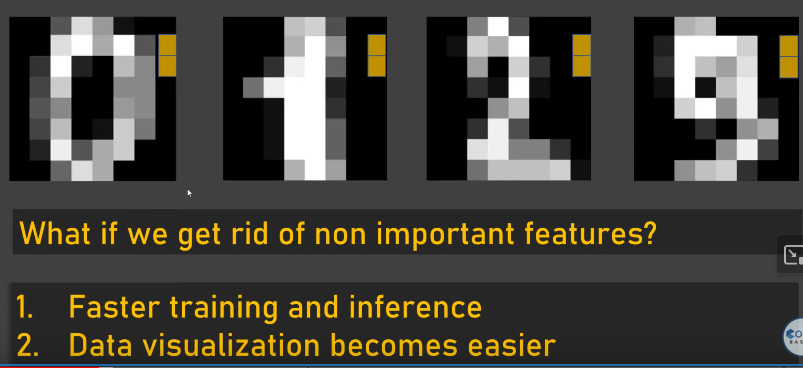 What if we get rid of non important features?
1. Faster training and inference
2. Data visualization becomes easier